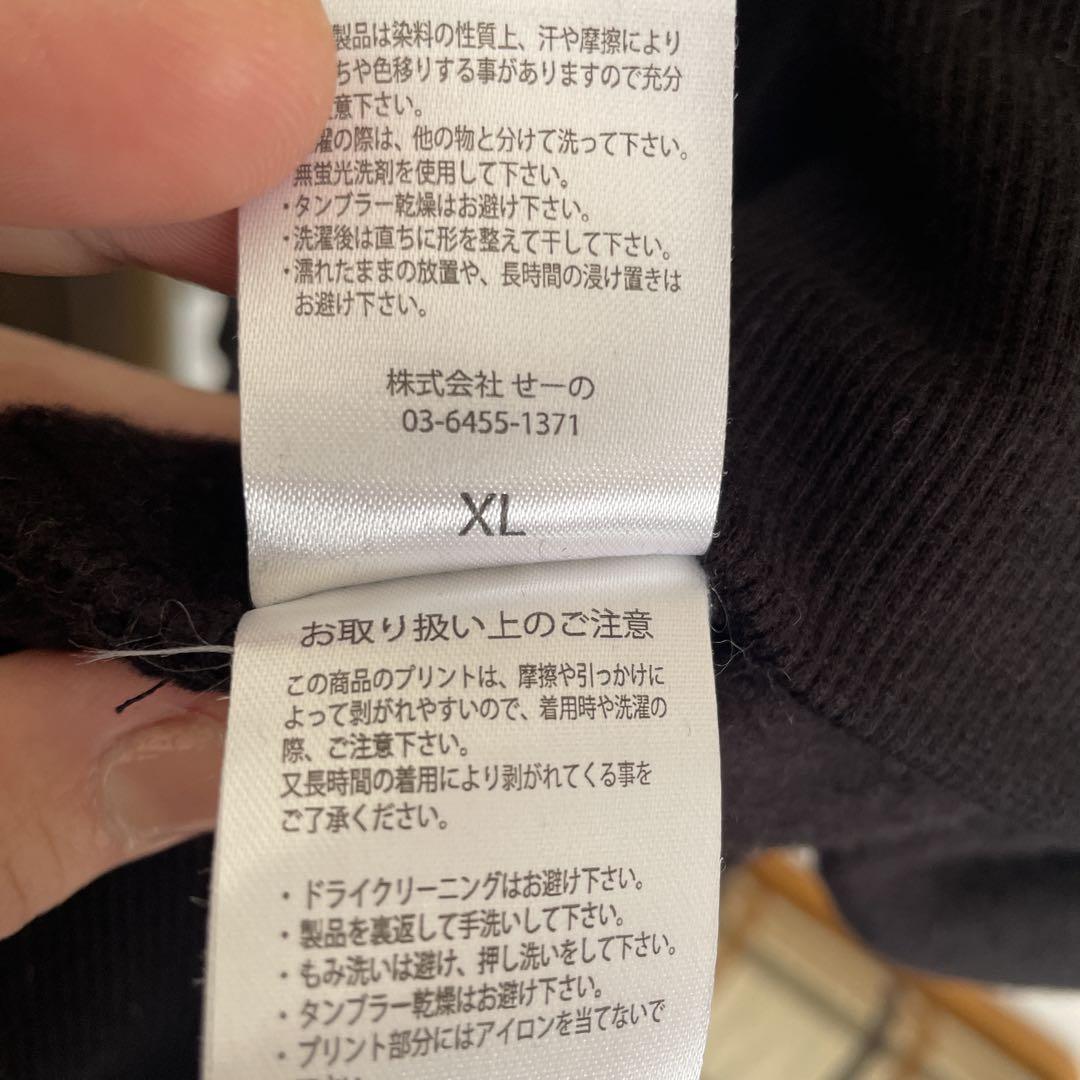 製品は染料の性質上、汗や摩擦により
ちや色移りする事がありますので充分
意下さい。
濯の際は、他の物と分けて洗って下さい。
無蛍光洗剤を使用して下さい。
・タンブラー乾燥はお避け下さい。
・洗濯後は直ちに形を整えて干して下さい。
・濡れたままの放置や、長時間の浸け置きは
お避け下さい。
株式会社 せーの
03-6455-1371
XL
お取り扱い上のご注意
この商品のプリントは、摩擦や引っかけに
よって剥がれやすいので、着用時や洗濯の
際、ご注意下さい。
又長時間の着用により剥がれてくる事を
ご了承ください。
・ドライクリーニングはお避け下さい。
・製品を裏返して手洗いして下さい。
・もみ洗いは避け、押し洗いをして下さい。
・タンブラー乾燥はお避け下さい。
・プリント部分にはアイロンを当てないで